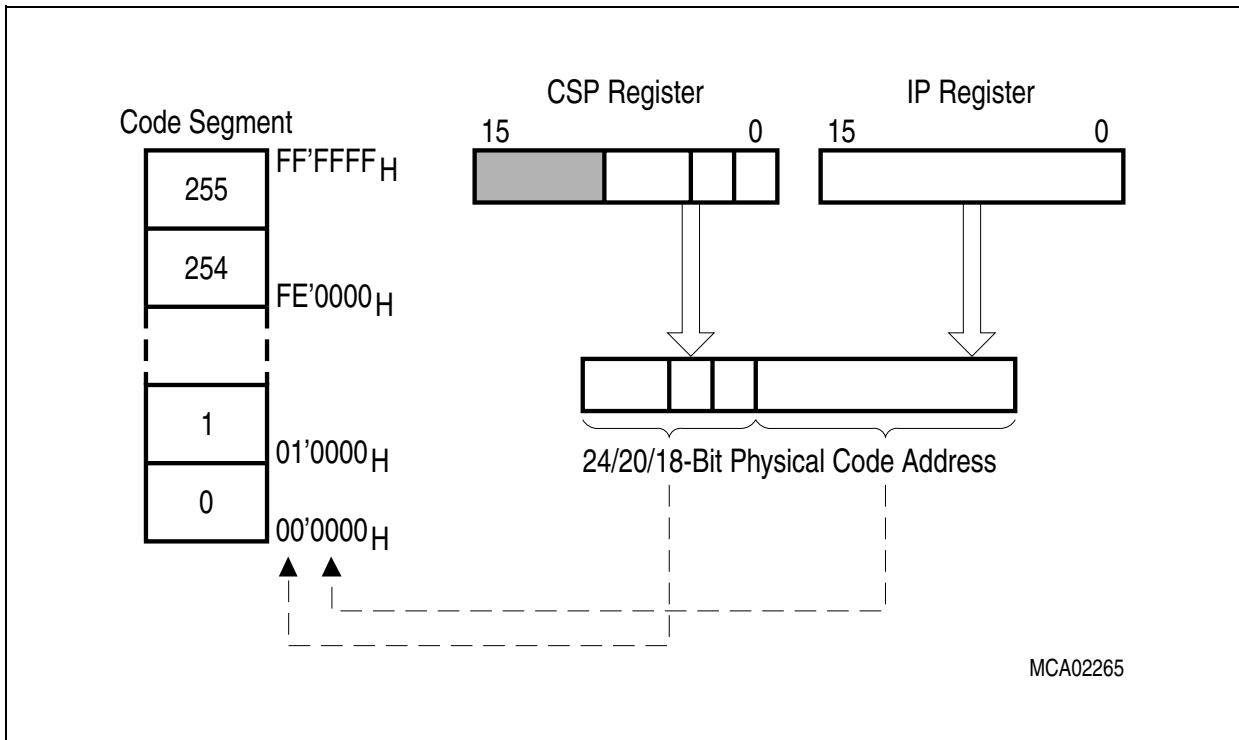 Code Segment
255
FF'FFFFH
254
FE'0000H
1
01'0000H
0
00'0000H
CSP Register
15 0
IP Register
15 0
24/20/18-Bit Physical Code Address
MCA02265